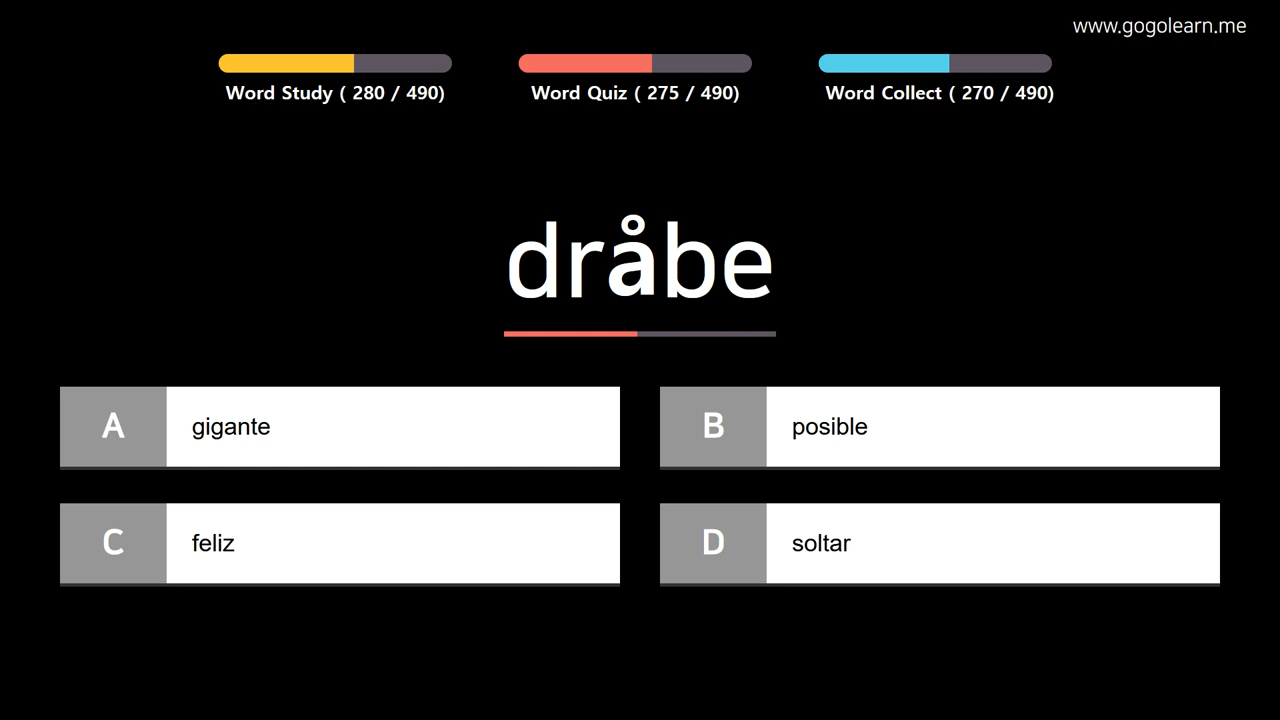 www.gogolearn.me
Word Study ( 280 / 490)
Word Quiz ( 275 / 490)
Word Collect ( 270 / 490)
dråbe
A gigante
B posible
C feliz
D soltar